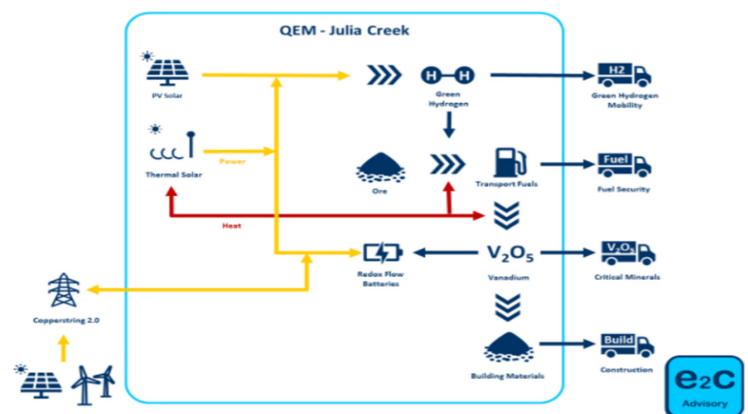 QEM - Julia Creek
PV Solar
H-H
Green
Hydrogen
H2
Green Hydrogen
Mobility
Thermal Solar
Power
Ore
Transport Fuels
Fuel
Fuel Security
Heat
Redox Flow
Batteries
V₂O₅
Vanadium
V₂O₅
Critical Minerals
Copperstring 2.0
Building Materials
Build
Construction
e2c
Advisory